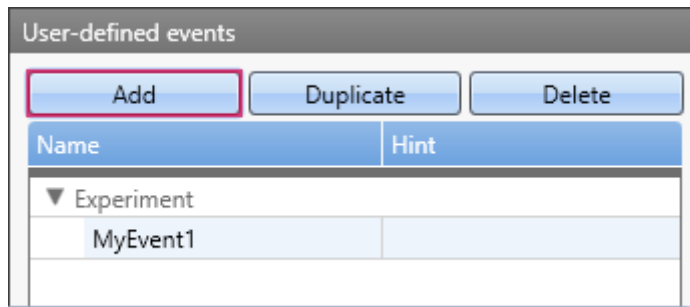 User-defined events
Add Duplicate Delete
Name Hint
Experiment
MyEvent1